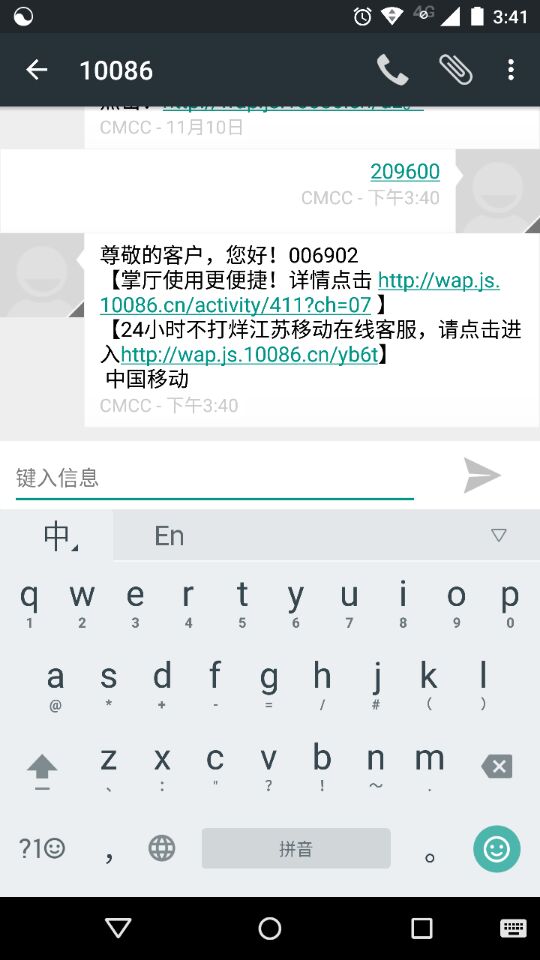 4G
3:41
10086
CMCC - 11月10日
209600
CMCC - 下午3:40
尊敬的客户，您好！006902
【掌厅使用更便捷！详情点击 http://wap.js.
10086.cn/activity/411?ch=07 】
【24小时不打烊江苏移动在线客服，请点击进
入http://wap.js.10086.cn/yb6t】
中国移动
CMCC - 下午3:40
键入信息
中 En
q w e r t y u i o p
1 2 3 4 5 6 7 8 9 0
a s d f g h j k l
@ * + - = / # （ ）
z x c v b n m
、 : " ? ! ～ .
?1 ， 拼音 。